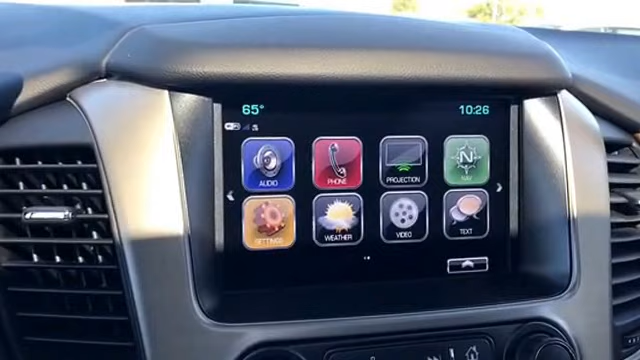 65° 10:26
AUDIO PHONE PROJECTION N NAV
SETTINGS WEATHER VIDEO TEXT